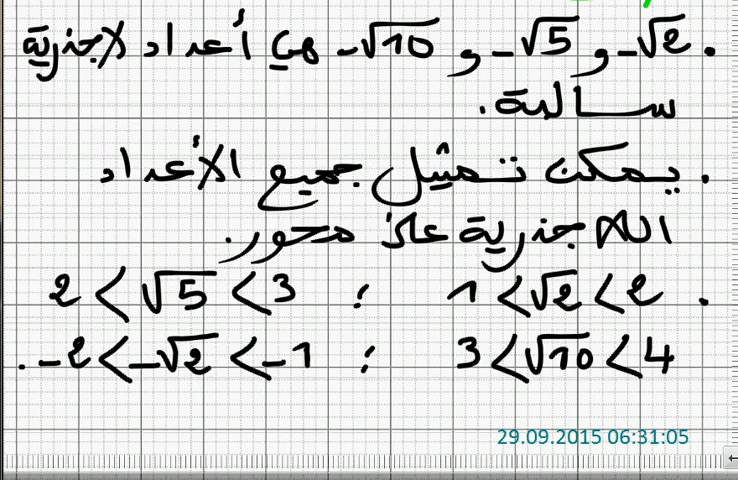 . -√2 و -√5 و -√10 هي أعداد لاجذرية
سالبة.
. يمكن تمثيل جميع الأعداد
اللاجذرية على محور.
. 1<√2<2 ; 2<√5<3
3<√10<4 ; -2<-√2<-1.
29.09.2015 06:31:05